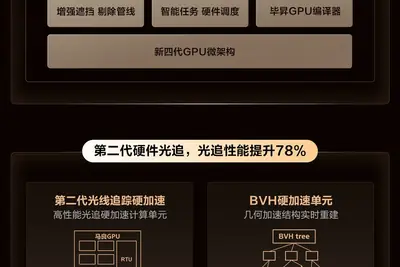 增强遮挡 剔除管线
智能任务 硬件调度
毕昇GPU编译器
新四代GPU微架构
第二代硬件光追，光追性能提升78%
第二代光线追踪硬加速
高性能光追硬加速计算单元
马良GPU
RTU
BVH硬加速单元
几何加速结构实时重建
BVH tree